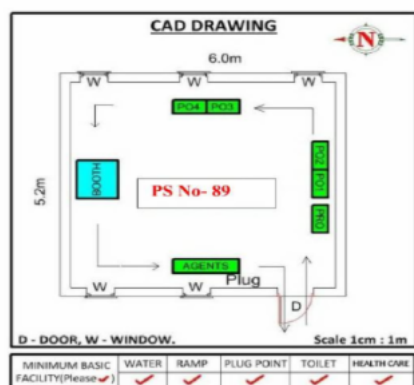 CAD DRAWING
N
6.0m
W W W
PO4 PO3
5.2m
BOOTH
PO2
PO1
PS No- 89
PRO
AGENTS
Plug
W W
D
D - DOOR, W - WINDOW. Scale 1cm : 1m
MINIMUM BASIC FACILITY(Please✔) WATER RAMP PLUG POINT TOILET HEALTH CARE